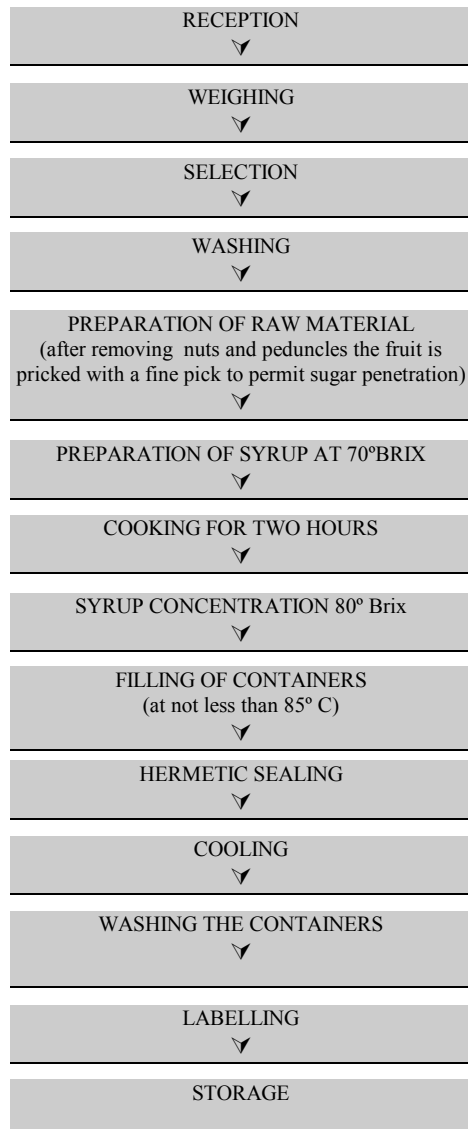 RECEPTION
WEIGHING
SELECTION
WASHING
PREPARATION OF RAW MATERIAL
(after removing nuts and peduncles the fruit is
pricked with a fine pick to permit sugar penetration)
PREPARATION OF SYRUP AT 70ºBRIX
COOKING FOR TWO HOURS
SYRUP CONCENTRATION 80º Brix
FILLING OF CONTAINERS
(at not less than 85º C)
HERMETIC SEALING
COOLING
WASHING THE CONTAINERS
LABELLING
STORAGE